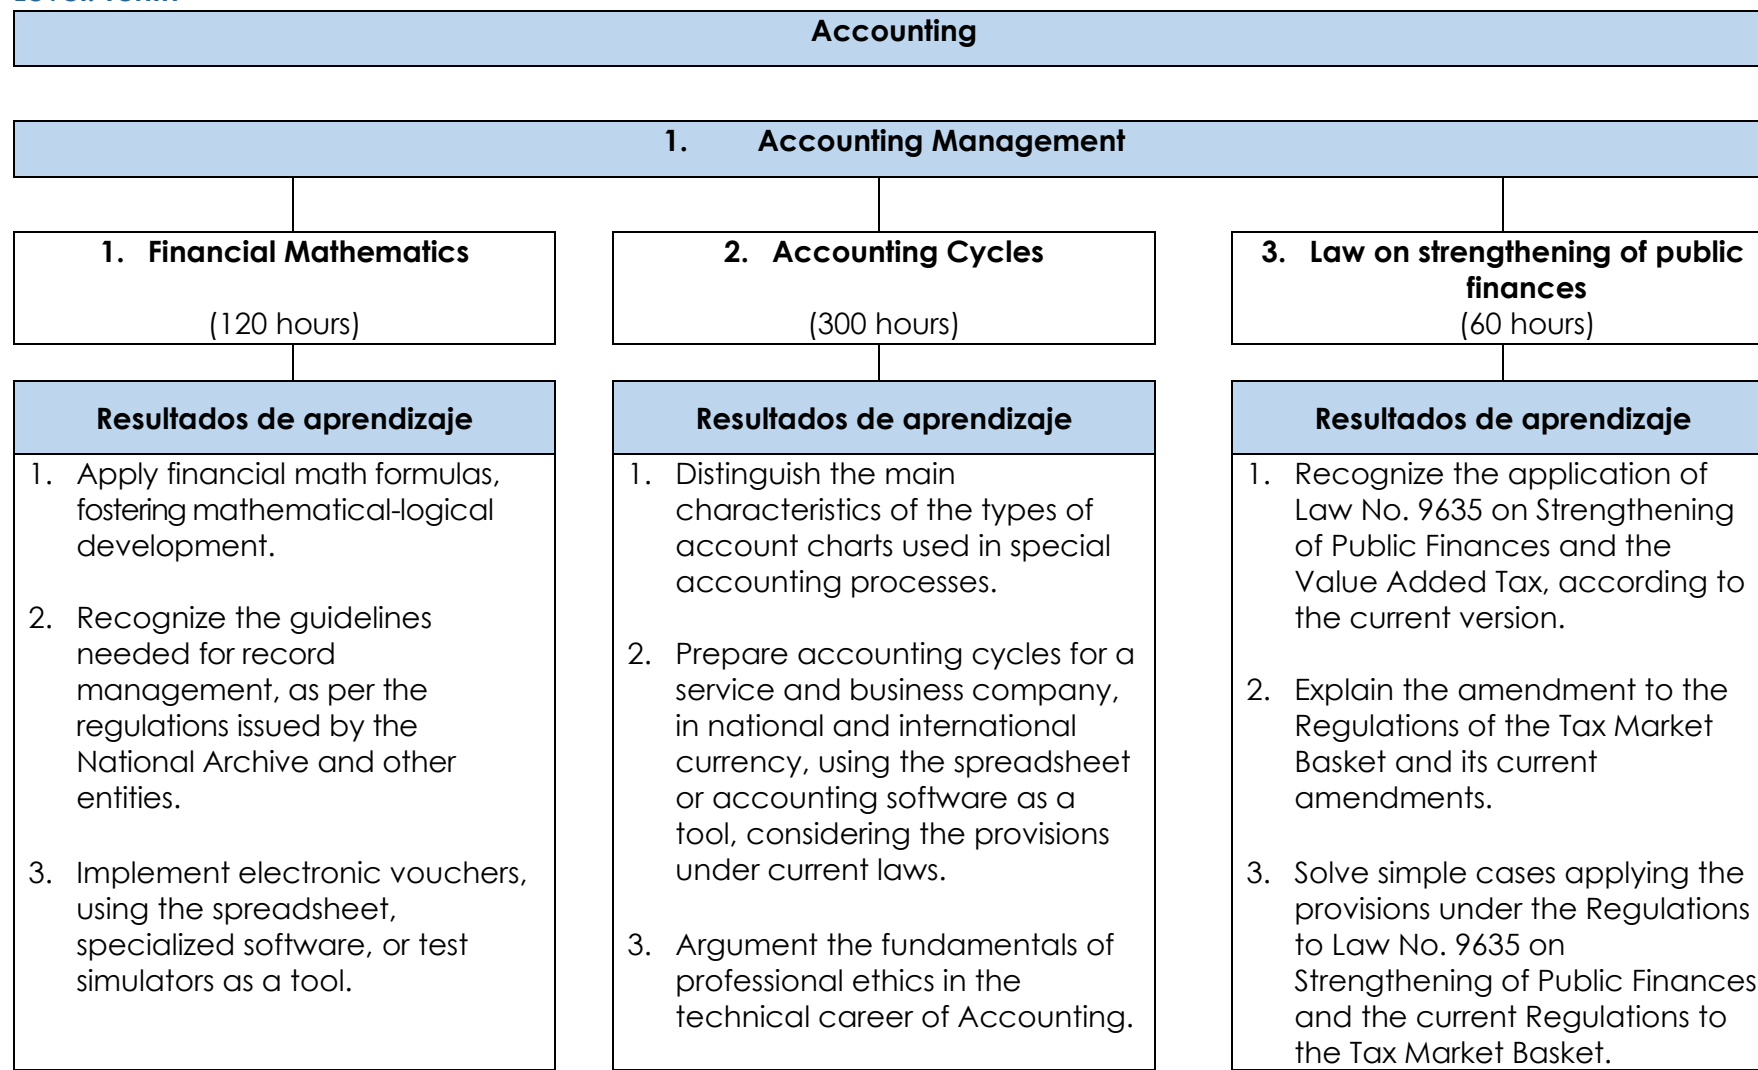 Accounting
1. Accounting Management
1. Financial Mathematics
(120 hours)
2. Accounting Cycles
(300 hours)
3. Law on strengthening of public
finances
(60 hours)
Resultados de aprendizaje
1. Apply financial math formulas,
fostering mathematical-logical
development.
2. Recognize the guidelines
needed for record
management, as per the
regulations issued by the
National Archive and other
entities.
3. Implement electronic vouchers,
using the spreadsheet,
specialized software, or test
simulators as a tool.
Resultados de aprendizaje
1. Distinguish the main
characteristics of the types of
account charts used in special
accounting processes.
2. Prepare accounting cycles for a
service and business company,
in national and international
currency, using the spreadsheet
or accounting software as a
tool, considering the provisions
under current laws.
3. Argument the fundamentals of
professional ethics in the
technical career of Accounting.
Resultados de aprendizaje
1. Recognize the application of
Law No. 9635 on Strengthening
of Public Finances and the
Value Added Tax, according to
the current version.
2. Explain the amendment to the
Regulations of the Tax Market
Basket and its current
amendments.
3. Solve simple cases applying the
provisions under the Regulations
to Law No. 9635 on
Strengthening of Public Finances
and the current Regulations to
the Tax Market Basket.